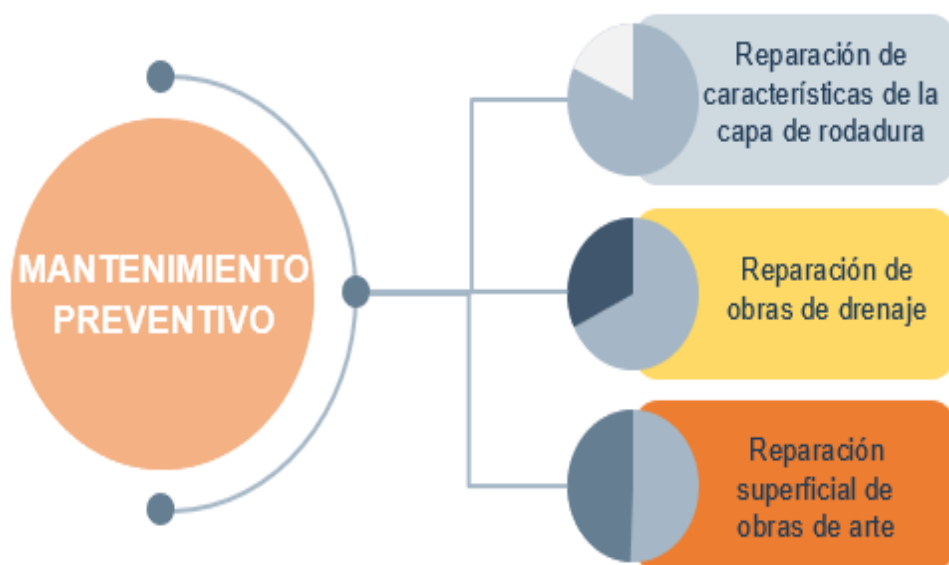 MANTENIMIENTO
PREVENTIVO
Reparación de
características de la
capa de rodadura
Reparación de
obras de drenaje
Reparación
superficial de
obras de arte